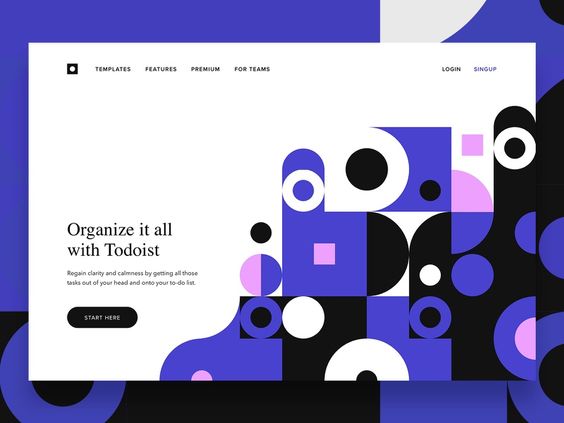 TEMPLATES
FEATURES
PREMIUM
FOR TEAMS
LOGIN
SINGUP
Organize it all
with Todoist
Regain clarity and calmness by getting all those
tasks out of your head and onto your to-do list.
START HERE